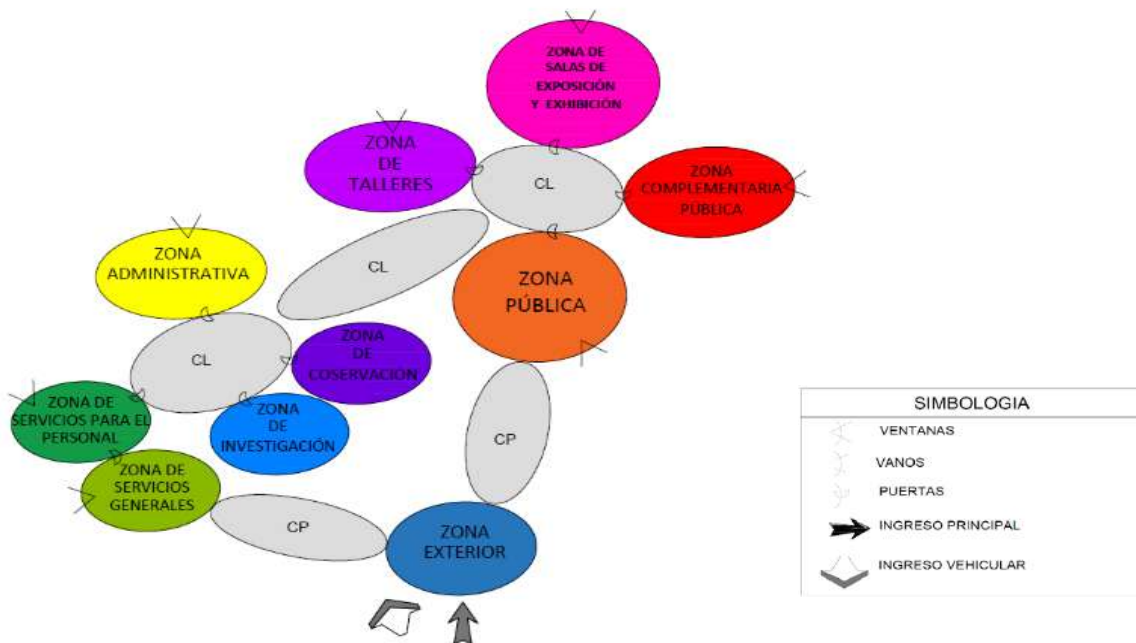 ZONA DE
SALAS DE
EXPOSICIÓN
Y EXHIBICIÓN
ZONA
DE
TALLERES
CL
ZONA
COMPLEMENTARIA
PÚBLICA
ZONA
ADMINISTRATIVA
CL
ZONA
PÚBLICA
CL
ZONA
DE
COSERVACIÓN
ZONA DE
SERVICIOS PARA EL
PERSONAL
ZONA
DE
INVESTIGACIÓN
CP
ZONA DE
SERVICIOS
GENERALES
CP
ZONA
EXTERIOR
SIMBOLOGIA
VENTANAS
VANOS
PUERTAS
INGRESO PRINCIPAL
INGRESO VEHICULAR